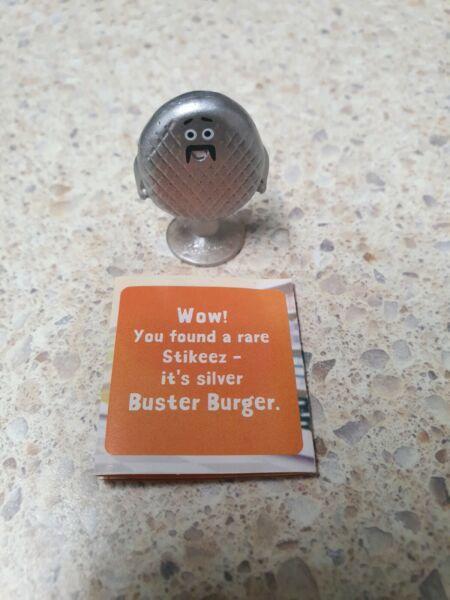 Wow!
You found a rare
Stikeez –
it's silver
Buster Burger.